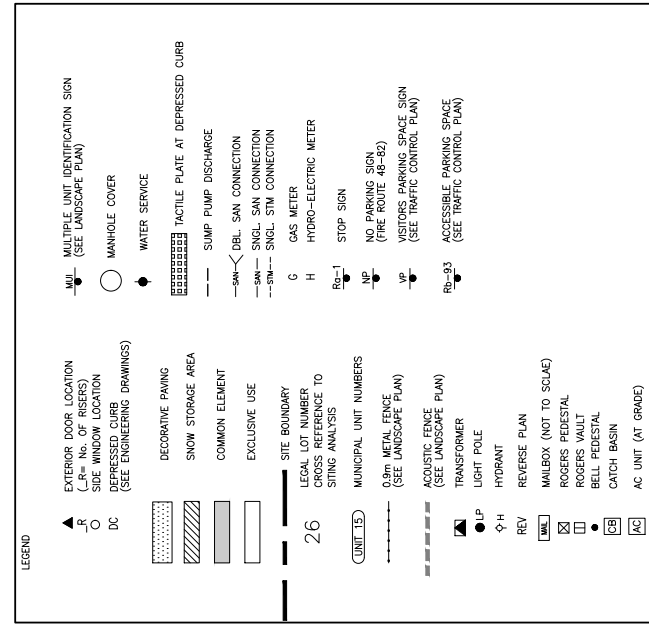 LEGEND
EXTERIOR DOOR LOCATION
_R (_R= No. OF RISERS)
SIDE WINDOW LOCATION
DC DEPRESSED CURB
(SEE ENGINEERING DRAWINGS)
DECORATIVE PAVING
SNOW STORAGE AREA
COMMON ELEMENT
EXCLUSIVE USE
SITE BOUNDARY
26 LEGAL LOT NUMBER
CROSS REFERENCE TO
SITING ANALYSIS
UNIT 15 MUNICIPAL UNIT NUMBERS
0.9m METAL FENCE
(SEE LANDSCAPE PLAN)
ACOUSTIC FENCE
(SEE LANDSCAPE PLAN)
TRANSFORMER
LP LIGHT POLE
H HYDRANT
REV REVERSE PLAN
MAIL MAILBOX (NOT TO SCLAE)
ROGERS PEDESTAL
ROGERS VAULT
BELL PEDESTAL
CB CATCH BASIN
AC AC UNIT (AT GRADE)
MUI MULTIPLE UNIT IDENTIFICATION SIGN
(SEE LANDSCAPE PLAN)
MANHOLE COVER
WATER SERVICE
TACTILE PLATE AT DEPRESSED CURB
SUMP PUMP DISCHARGE
SAN DBL. SAN CONNECTION
SAN SNGL. SAN CONNECTION
STM SNGL. STM CONNECTION
G GAS METER
H HYDRO-ELECTRIC METER
Ra-1 STOP SIGN
NP NO PARKING SIGN
(FIRE ROUTE 48-82)
VP VISITORS PARKING SPACE SIGN
(SEE TRAFFIC CONTROL PLAN)
Rb-93 ACCESSIBLE PARKING SPACE
(SEE TRAFFIC CONTROL PLAN)